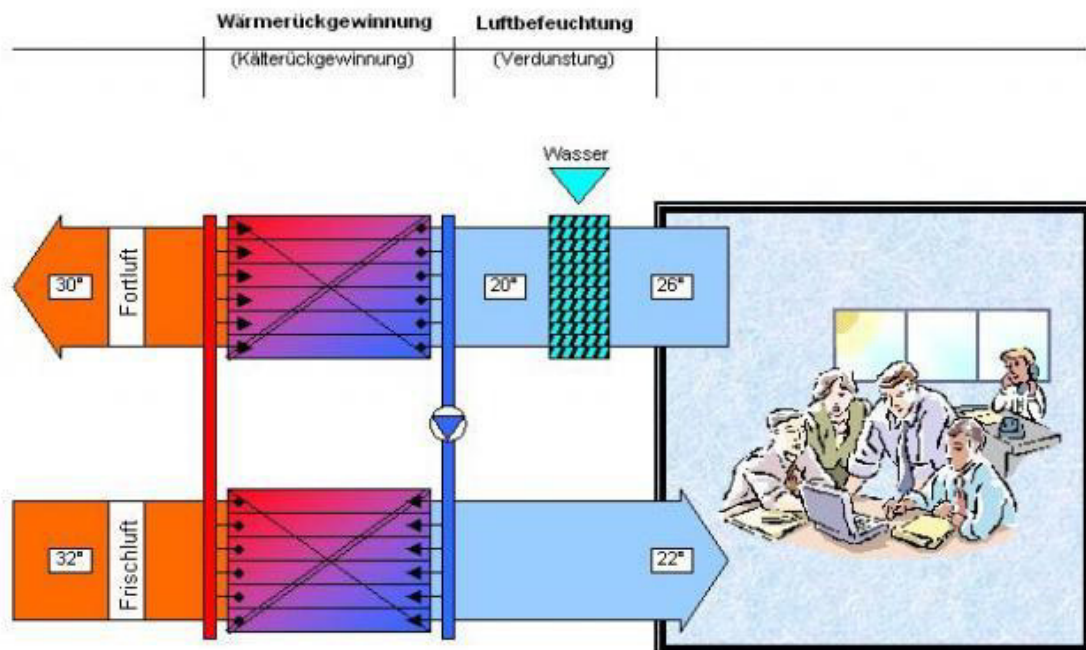 Wärmerückgewinnung
Luftbefeuchtung
(Kälterückgewinnung)
(Verdunstung)
Wasser
30°
Fortluft
20°
26°
32°
Frischluft
22°